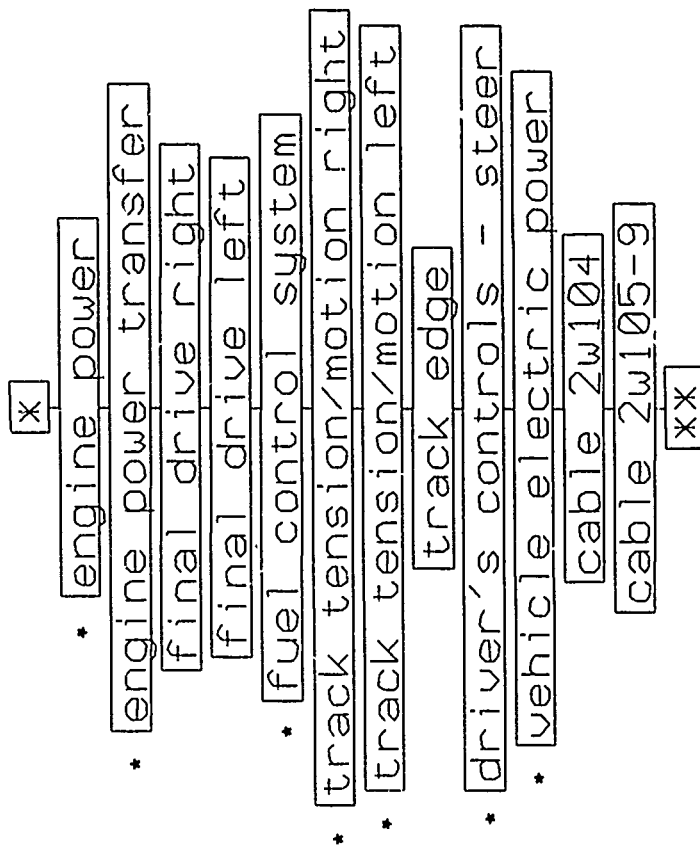 *
engine power
*
engine power transfer
*
final drive right
final drive left
fuel control system
*
track tension/motion right
*
track tension/motion left
*
track edge
driver's controls - steer
*
vehicle electric power
*
cable 2w104
cable 2w105-9
**